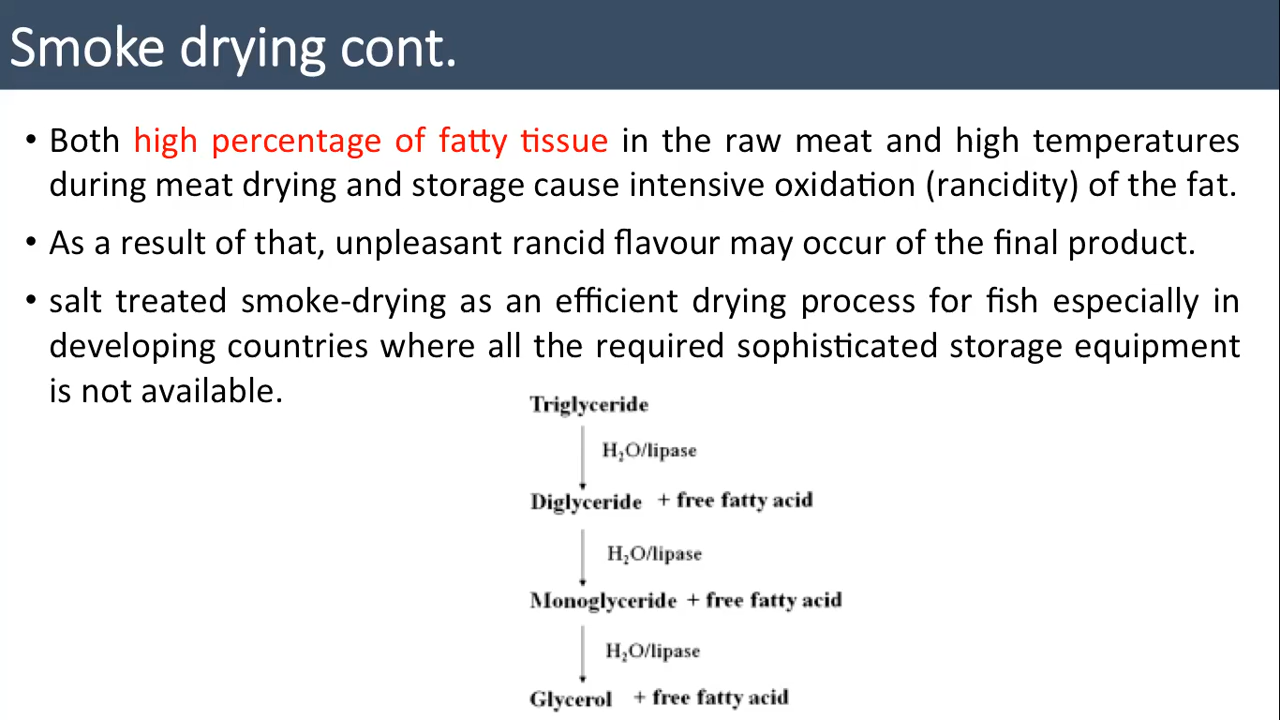 Smoke drying cont.
• Both high percentage of fatty tissue in the raw meat and high temperatures
during meat drying and storage cause intensive oxidation (rancidity) of the fat.
• As a result of that, unpleasant rancid flavour may occur of the final product.
• salt treated smoke-drying as an efficient drying process for fish especially in
developing countries where all the required sophisticated storage equipment
is not available.
Triglyceride
H₂O/lipase
Diglyceride + free fatty acid
H₂O/lipase
Monoglyceride + free fatty acid
H₂O/lipase
Glycerol + free fatty acid